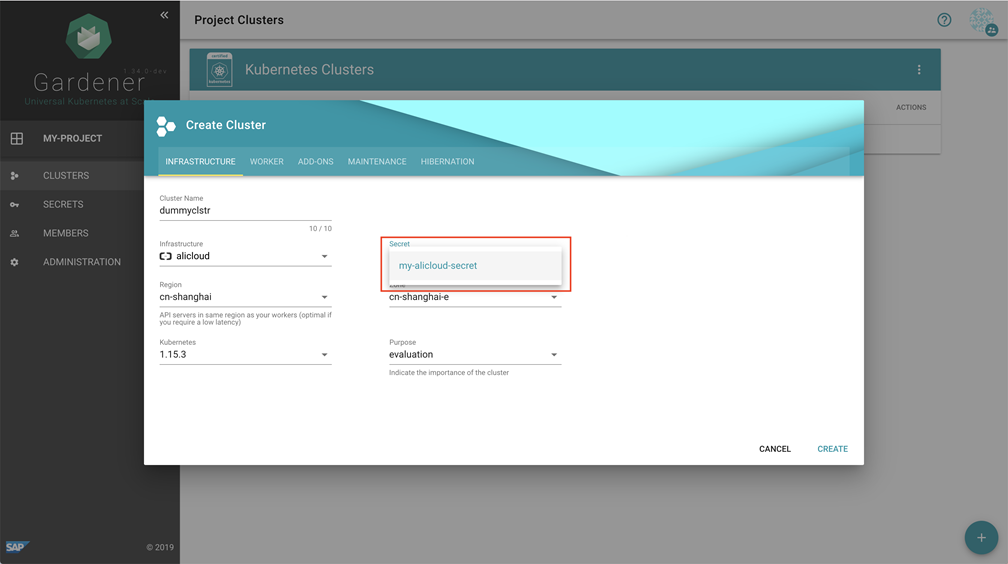 Project Clusters
1.34.0-dev
Gardener
Universal Kubernetes at Sc
MY-PROJECT
CLUSTERS
SECRETS
MEMBERS
ADMINISTRATION
SAP
© 2019
certified
kubernetes
Kubernetes Clusters
ACTIONS
Create Cluster
INFRASTRUCTURE
WORKER
ADD-ONS
MAINTENANCE
HIBERNATION
Cluster Name
dummyclstr
10 / 10
Infrastructure
alicloud
Secret
my-alicloud-secret
Region
cn-shanghai
API servers in same region as your workers (optimal if
you require a low latency)
Zone
cn-shanghai-e
Kubernetes
1.15.3
Purpose
evaluation
Indicate the importance of the cluster
CANCEL
CREATE